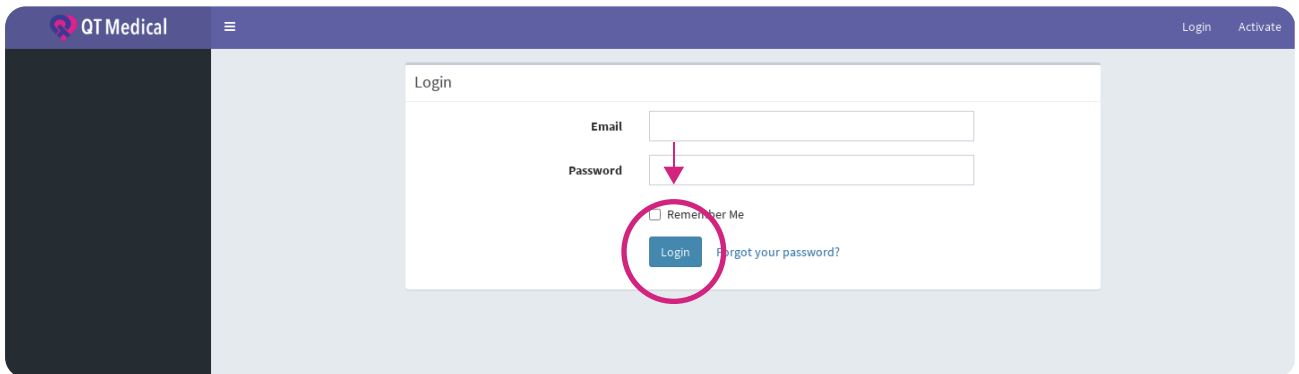 QT Medical
Login Activate
Login
Email
Password
Remember Me
Login Forgot your password?